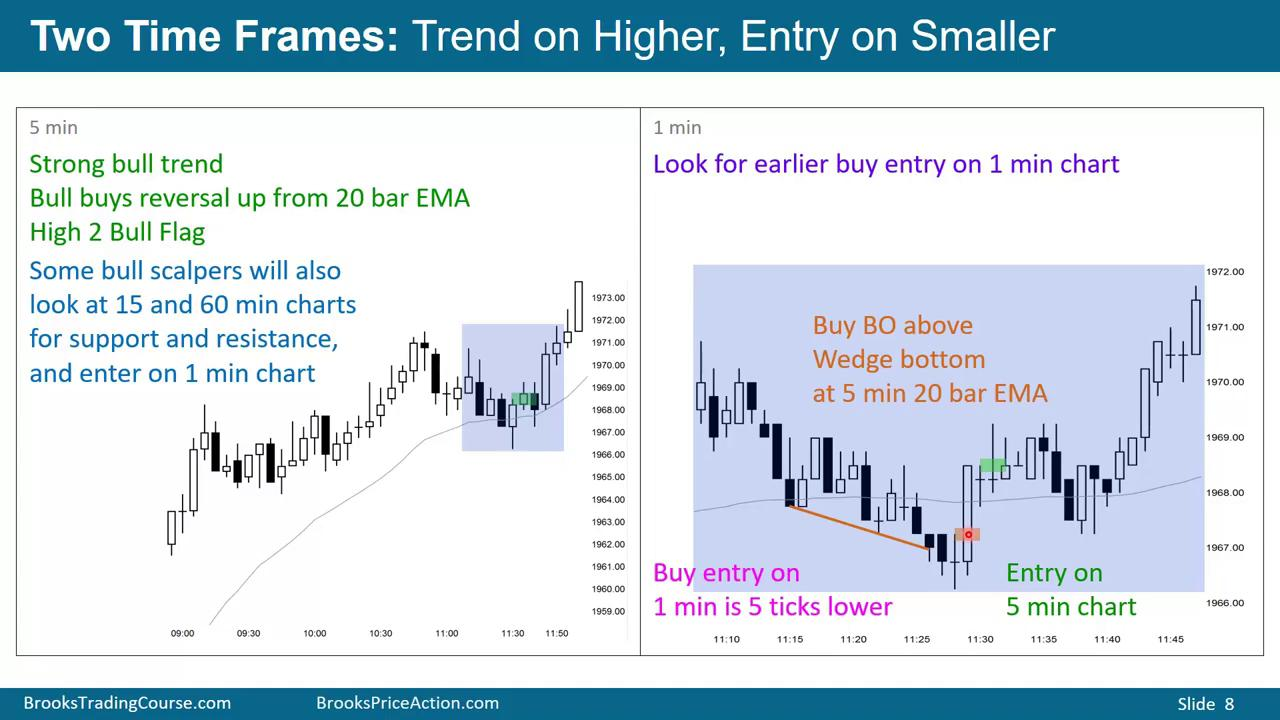 Two Time Frames: Trend on Higher, Entry on Smaller
5 min
Strong bull trend
Bull buys reversal up from 20 bar EMA
High 2 Bull Flag
Some bull scalpers will also
look at 15 and 60 min charts
for support and resistance,
and enter on 1 min chart
1973.00
1972.00
1971.00
1970.00
1969.00
1968.00
1967.00
1966.00
1964.00
1963.00
1962.00
1961.00
1960.00
1959.00
09:00
09:30
10:00
10:30
11:00
11:30
11:50
1 min
Look for earlier buy entry on 1 min chart
Buy BO above
Wedge bottom
at 5 min 20 bar EMA
Buy entry on
1 min is 5 ticks lower
Entry on
5 min chart
1972.00
1971.00
1970.00
1969.00
1968.00
1967.00
1966.00
11:10
11:15
11:20
11:25
11:30
11:35
11:40
11:45
BrooksTradingCourse.com
BrooksPriceAction.com
Slide 8